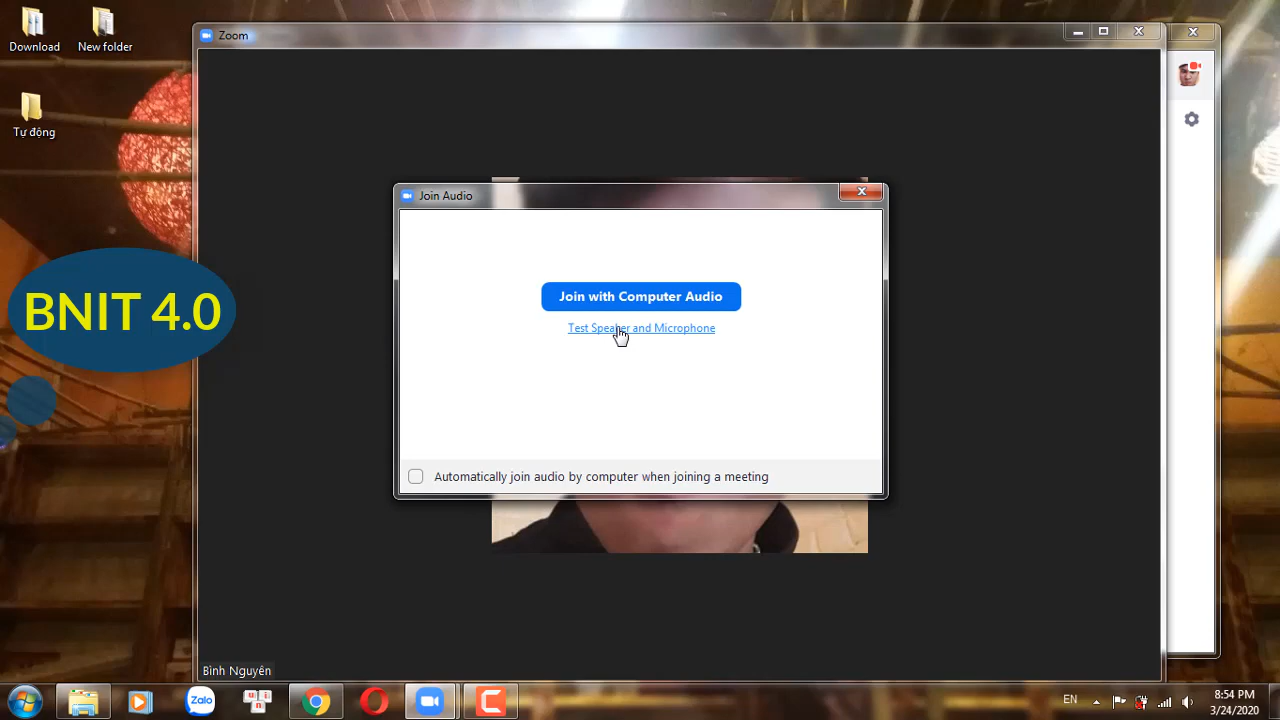 Download
New folder
Tự động
Zoom
Join Audio
Join with Computer Audio
Test Speaker and Microphone
Automatically join audio by computer when joining a meeting
BNIT 4.0
Bình Nguyên
Zalo
EN
8:54 PM
3/24/2020